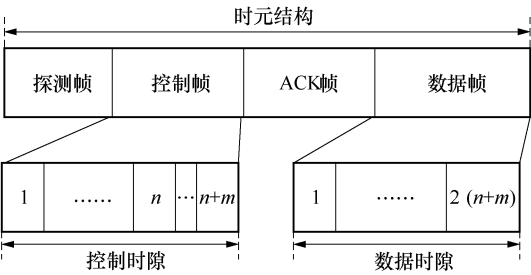 时元结构
探测帧 控制帧 ACK帧 数据帧
1 …… n … n+m 1 …… 2 (n+m)
控制时隙 数据时隙